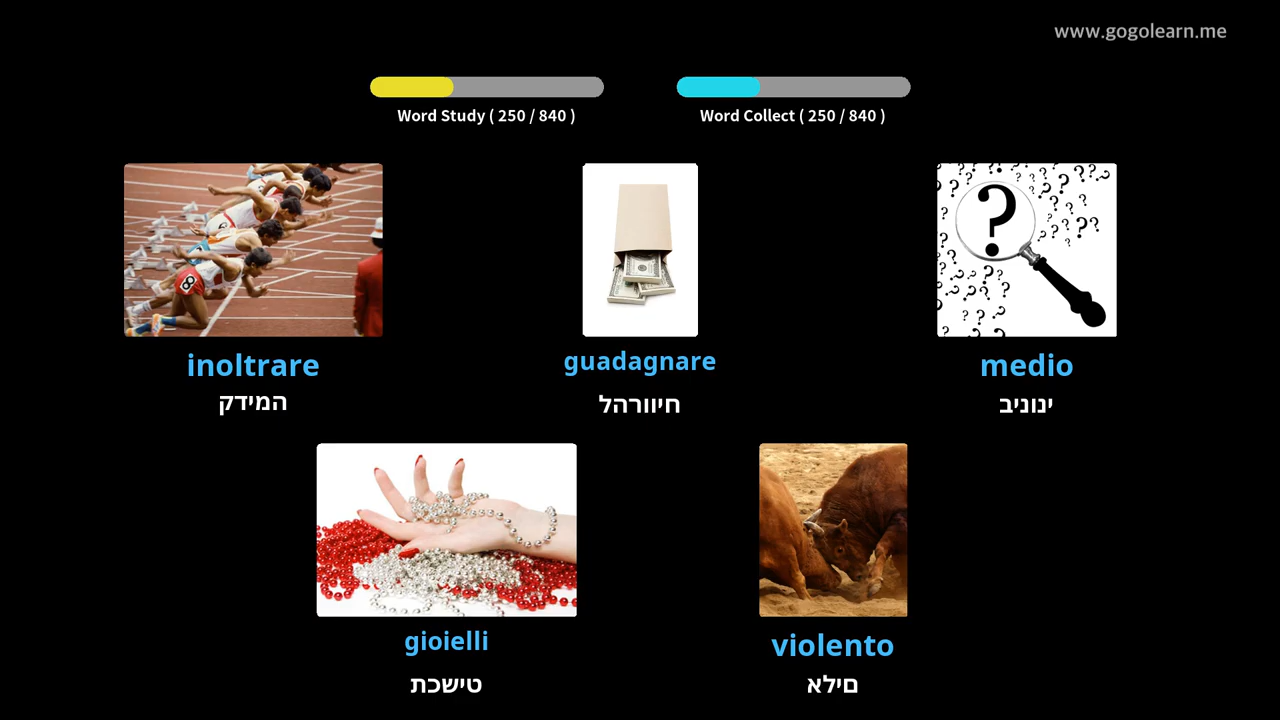 www.gogolearn.me
Word Study ( 250 / 840 )
Word Collect ( 250 / 840 )
inoltrare
המידק
guadagnare
חיוורהל
medio
ינוניב
gioielli
טישכת
violento
םילא